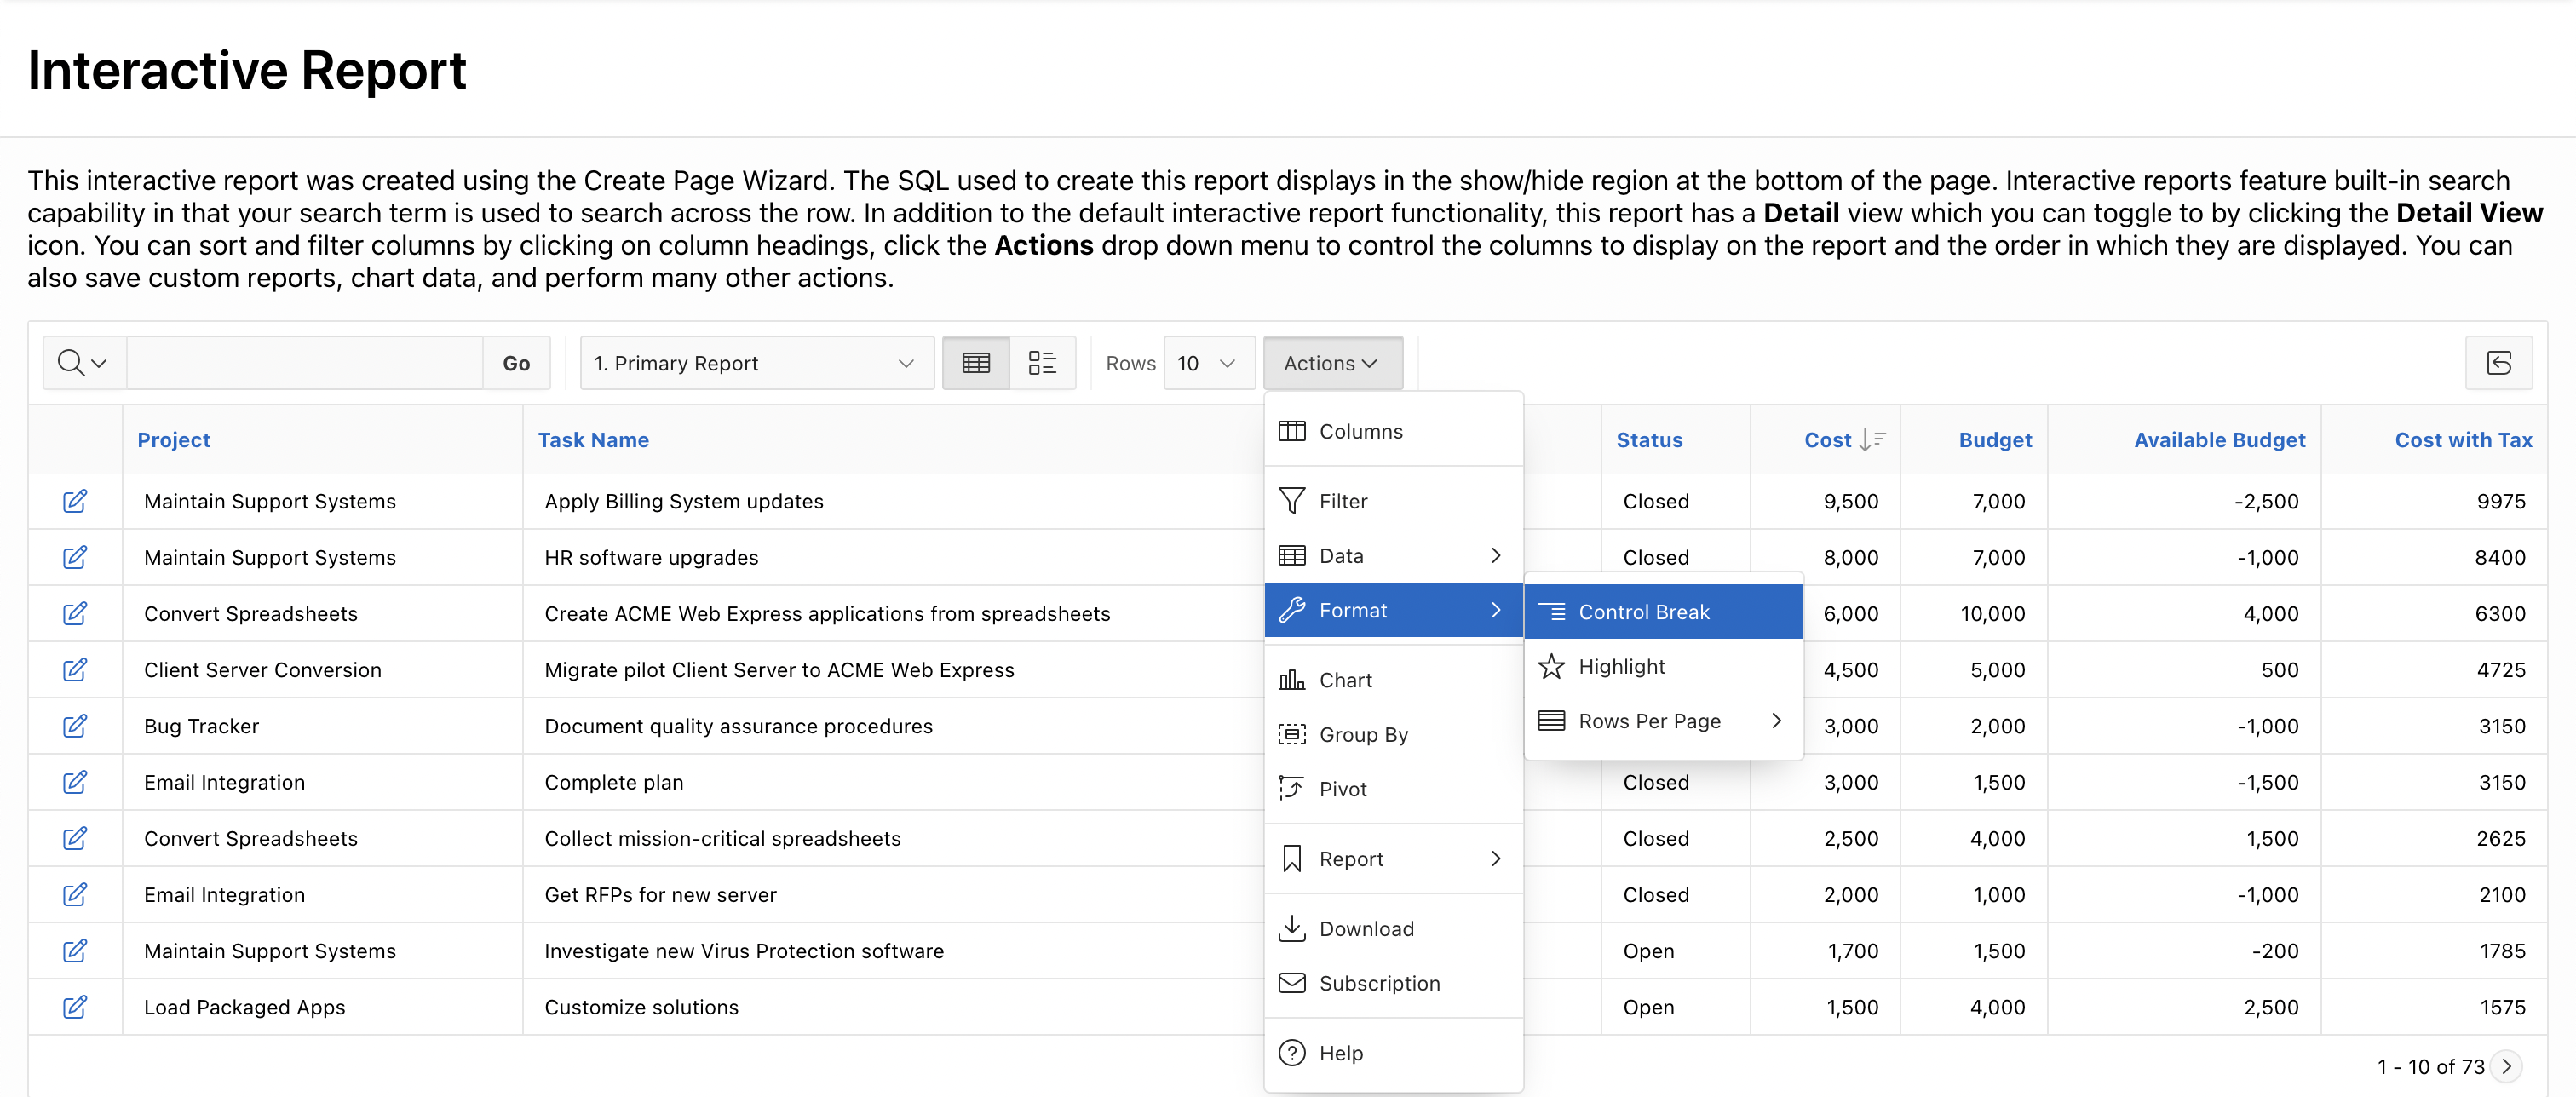 Interactive Report
This interactive report was created using the Create Page Wizard. The SQL used to create this report displays in the show/hide region at the bottom of the page. Interactive reports feature built-in search
capability in that your search term is used to search across the row. In addition to the default interactive report functionality, this report has a Detail view which you can toggle to by clicking the Detail View
icon. You can sort and filter columns by clicking on column headings, click the Actions drop down menu to control the columns to display on the report and the order in which they are displayed. You can
also save custom reports, chart data, and perform many other actions.
Go 1. Primary Report Rows 10 Actions
Project Task Name Status Cost Budget Available Budget Cost with Tax
Maintain Support Systems Apply Billing System updates Closed 9,500 7,000 -2,500 9975
Maintain Support Systems HR software upgrades Closed 8,000 7,000 -1,000 8400
Convert Spreadsheets Create ACME Web Express applications from spreadsheets 6,000 10,000 4,000 6300
Client Server Conversion Migrate pilot Client Server to ACME Web Express 4,500 5,000 500 4725
Bug Tracker Document quality assurance procedures 3,000 2,000 -1,000 3150
Email Integration Complete plan Closed 3,000 1,500 -1,500 3150
Convert Spreadsheets Collect mission-critical spreadsheets Closed 2,500 4,000 1,500 2625
Email Integration Get RFPs for new server Closed 2,000 1,000 -1,000 2100
Maintain Support Systems Investigate new Virus Protection software Open 1,700 1,500 -200 1785
Load Packaged Apps Customize solutions Open 1,500 4,000 2,500 1575
1 - 10 of 73
Columns
Filter
Data
Format
Chart
Group By
Pivot
Report
Download
Subscription
Help
Control Break
Highlight
Rows Per Page